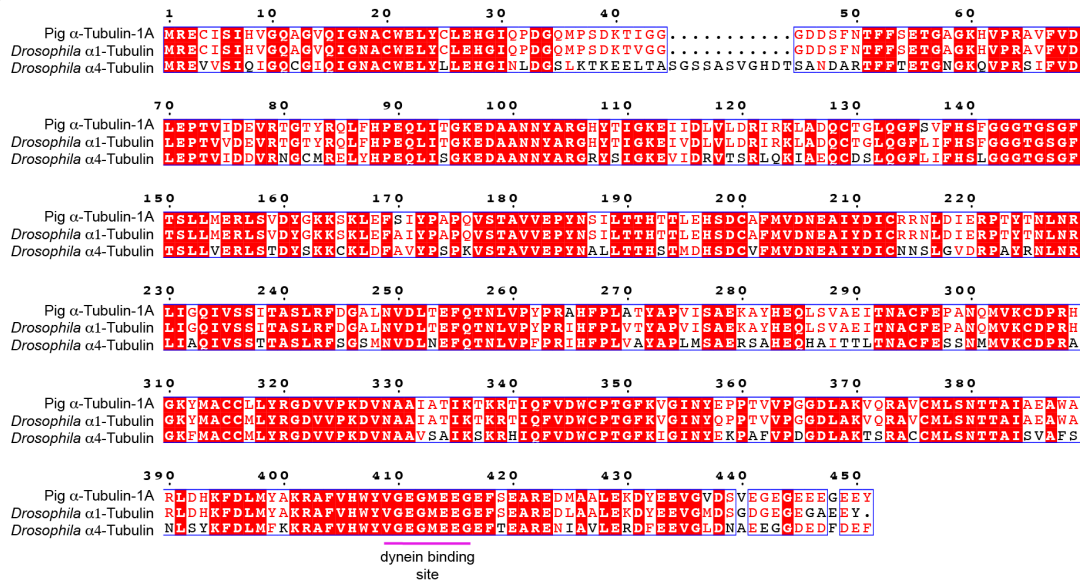 1 10 20 30 40 50 60
Pig α-Tubulin-1A MRECISIHVGQAGVQIGNACWELYCLEHGIQPDGQMPSDKTIGG...........GDDSFNTFFSETGAGKHVPRAVFVD
Drosophila α1-Tubulin MRECISIHVGQAGVQIGNACWELYCLEHGIQPDGQMPSDKTVGG...........GDDSFNTFFSETGAGKHVPRAVFVD
Drosophila α4-Tubulin MREVVSIQIGQCGIQIGNACWELYLLEHGINLDGSLKTKEELTASGSSASVGHDTSANDARTFFTETGNGKQVPRSIFVD
70 80 90 100 110 120 130 140
Pig α-Tubulin-1A LEPTVIDEVRTGTYRQLFHPEQLITGKEDAANNYARGHYTIGKEIIDLVLDRIRKLADQCTGLQGFSVFHSFGGGTGSGF
Drosophila α1-Tubulin LEPTVVDEVRTGTYRQLFHPEQLITGKEDAANNYARGHYTIGKEIVDLVLDRIRKLADQCTGLQGFLIFHSFGGGTGSGF
Drosophila α4-Tubulin LEPTVIDDVRNGCMRELYHPEQLISGKEDAANNYARGRYSIGKEVIDRVTSRLQKIAEQCDSLQGFLIFHSLGGGTGSGF
150 160 170 180 190 200 210 220
Pig α-Tubulin-1A TSLLMERLSVDYGKKSKLEFSIYPAPQVSTAVVEPYNSILTTHTTLEHSDCAFMVDNEAIYDICRRNLDIERPTYTNLNR
Drosophila α1-Tubulin TSLLMERLSVDYGKKSKLEFAIYPAPQVSTAVVEPYNSILTTHTTLEHSDCAFMVDNEAIYDICRRNLDIERPTYTNLNR
Drosophila α4-Tubulin TSLLVERLSTDYSKKCKLDFAVYPSPKVSTAVVEPYNALLTTHSTMDHSDCVFMVDNEAIYDICNNSLGVDRPAYRNLNR
230 240 250 260 270 280 290 300
Pig α-Tubulin-1A LIGQIVSSITASLRFDGALNVDLTEFQTNLVPYPRAHFPLATYAPVISAEKAYHEQLSVAEITNACFEPANQMVKCDPRH
Drosophila α1-Tubulin LIGQIVSSITASLRFDGALNVDLTEFQTNLVPYPRIHFPLVTYAPVISAEKAYHEQLSVAEITNACFEPANQMVKCDPRH
Drosophila α4-Tubulin LIAQIVSSTTASLRFSGSMNVDLNEFQTNLVPFPRIHFPLVAYAPLMSAERSAHEQHAITTLTNACFESSNMMVKCDPRA
310 320 330 340 350 360 370 380
Pig α-Tubulin-1A GKYMACCLLYRGDVVPKDVNAAIATIKTKRTIQFVDWCPTGFKVGINYEPPTVVPGGDLAKVQRAVCMLSNTTAIAEAWA
Drosophila α1-Tubulin GKYMACCMLYRGDVVPKDVNAAIATIKTKRTIQFVDWCPTGFKVGINYQPPTVVPGGDLAKVQRAVCMLSNTTAIAEAWA
Drosophila α4-Tubulin GKFMACCMLYRGDVVPKDVNAAVSAIKSKRHIQFVDWCPTGFKIGINYEKPAFVPDGDLAKTSRACCMLSNTTAISVAFS
390 400 410 420 430 440 450
Pig α-Tubulin-1A RLDHKFDLMYAKRAFVHWYVGEGMEEGEFSEAREDMAALEKDYEEVGVDSVEGEGEEEGEEY
Drosophila α1-Tubulin RLDHKFDLMYAKRAFVHWYVGEGMEEGEFSEAREDLAALEKDYEEVGMDSGDGEGEGAEEY.
Drosophila α4-Tubulin NLSYKFDLMFKKRAFVHWYVGEGMEEGEFTEARENIAVLERDFEEVGLDNAEEGGDEDFDEF
dynein binding
site